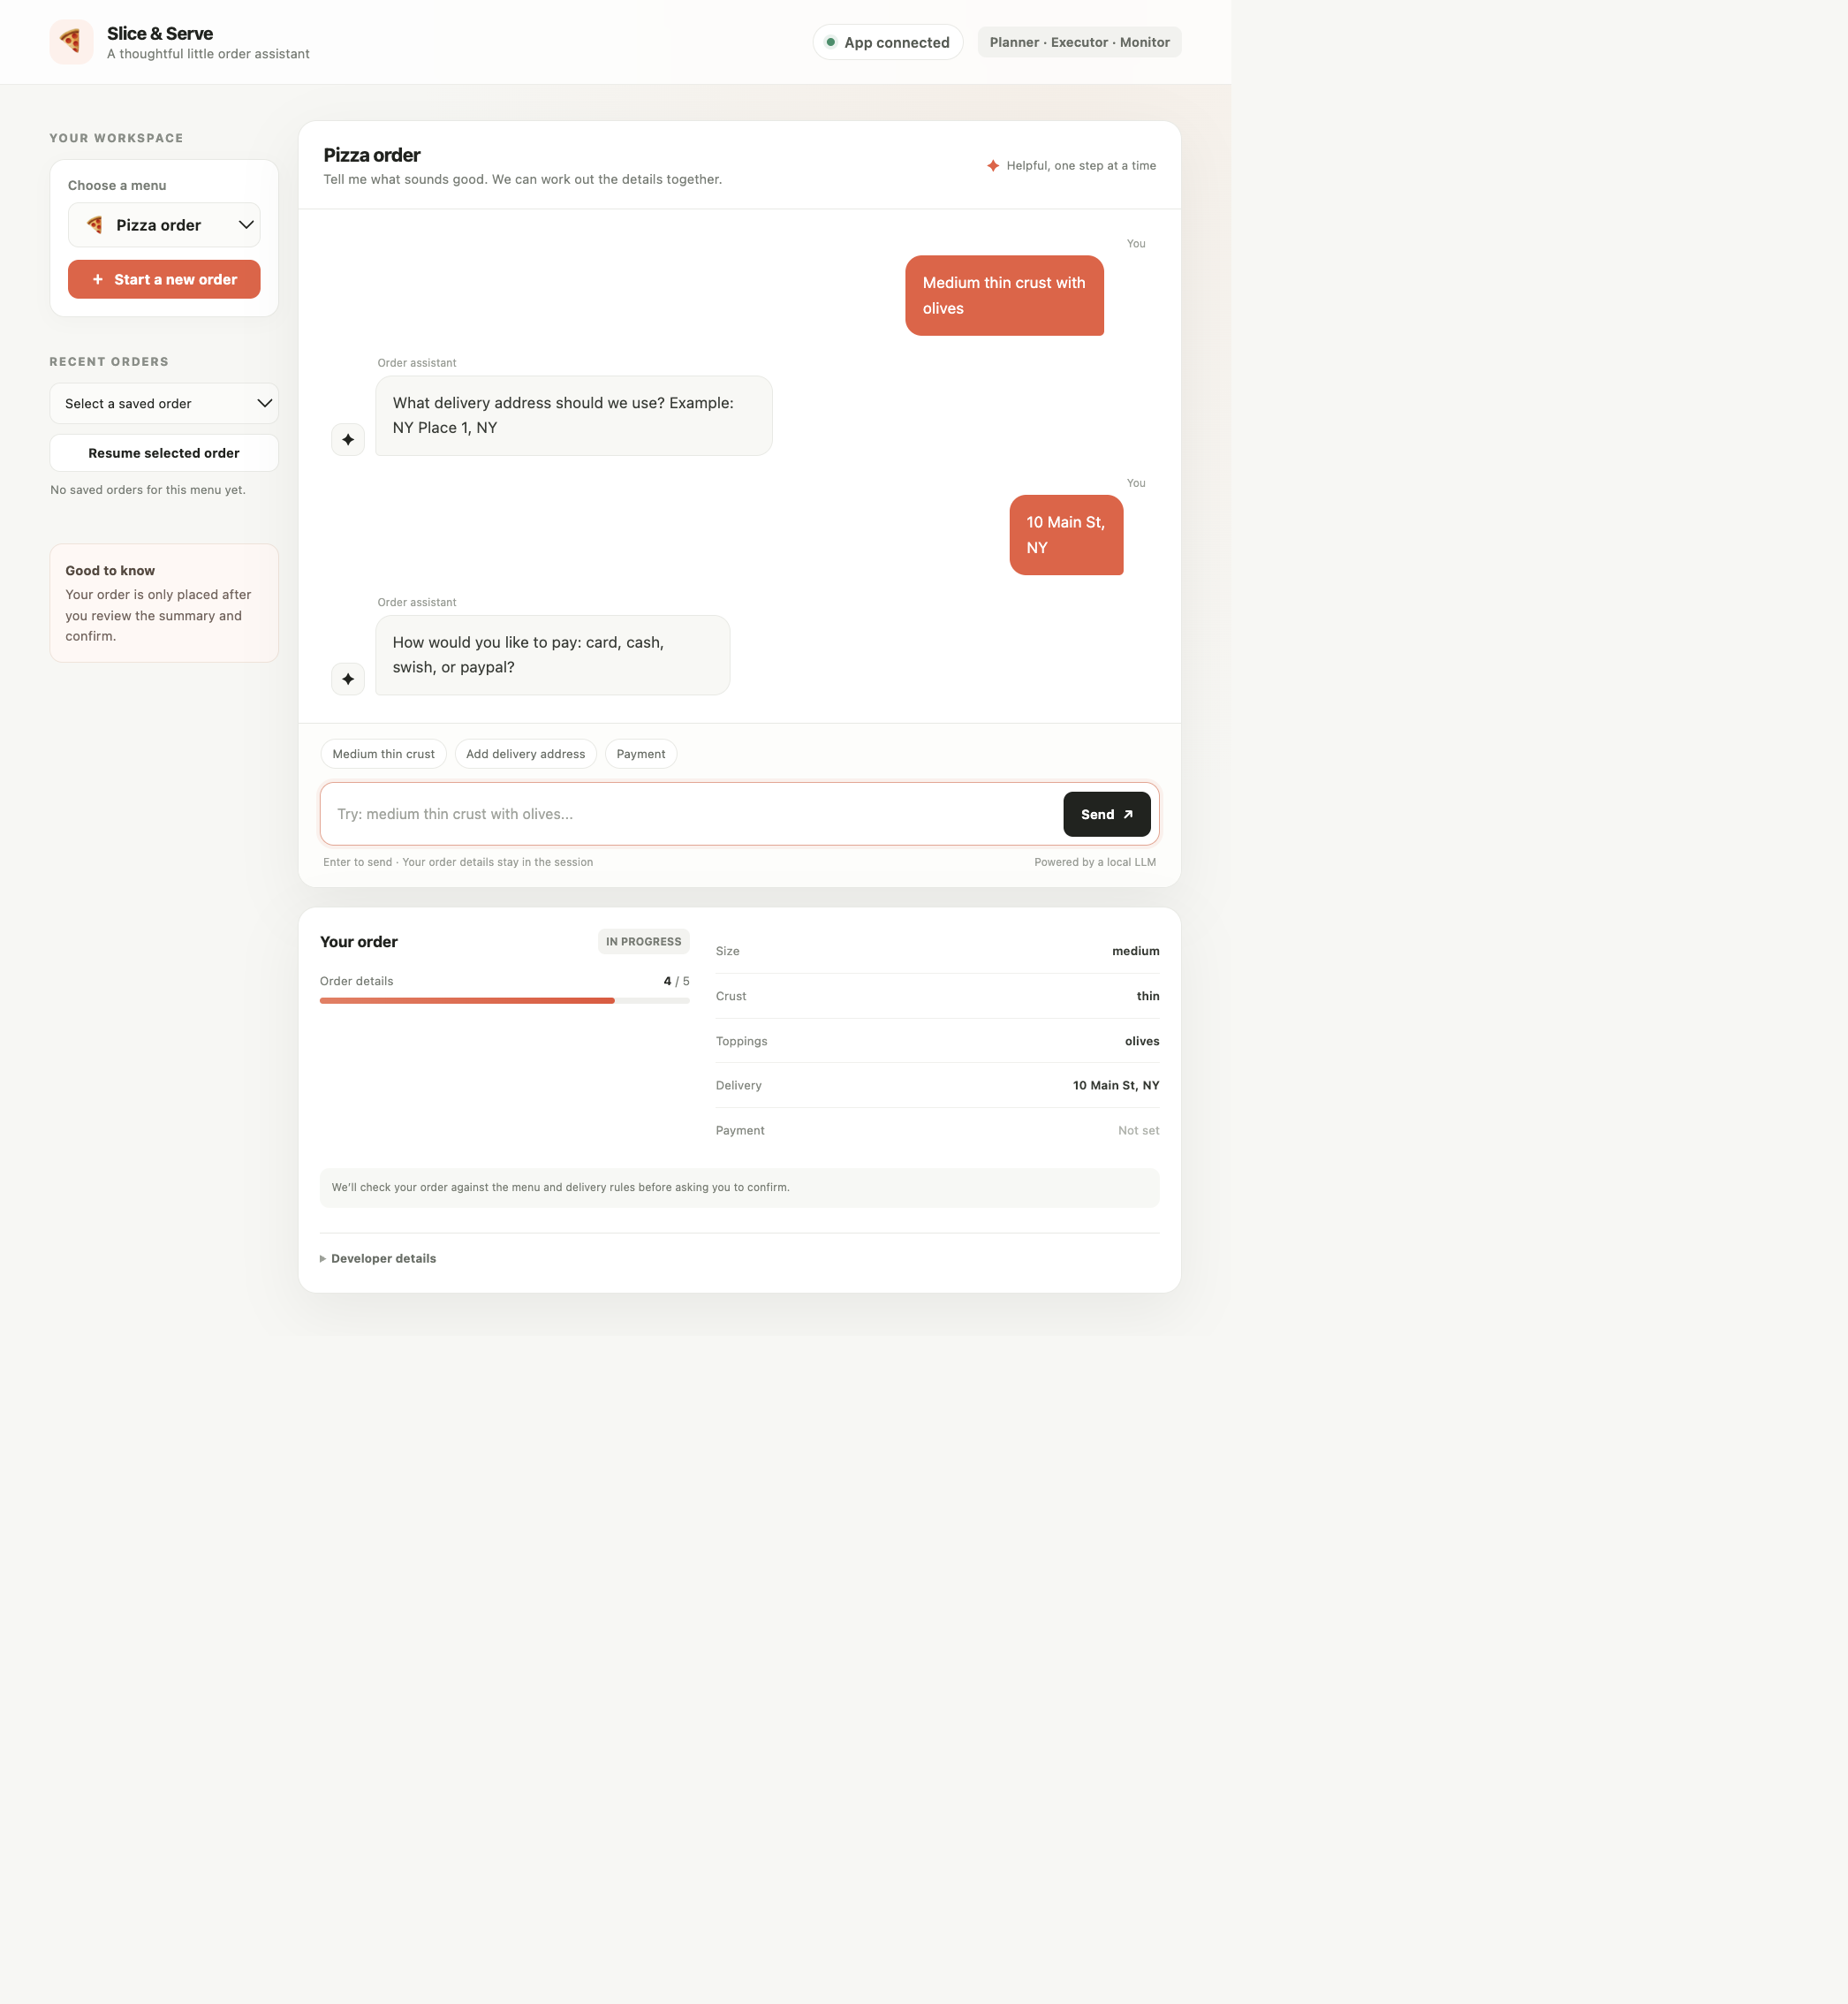 Slice & Serve
A thoughtful little order assistant
App connected
Planner · Executor · Monitor
YOUR WORKSPACE
Choose a menu
Pizza order
+ Start a new order
RECENT ORDERS
Select a saved order
Resume selected order
No saved orders for this menu yet.
Good to know
Your order is only placed after
you review the summary and
confirm.
Pizza order
Tell me what sounds good. We can work out the details together.
Helpful, one step at a time
You
Medium thin crust with
olives
Order assistant
What delivery address should we use? Example:
NY Place 1, NY
You
10 Main St,
NY
Order assistant
How would you like to pay: card, cash,
swish, or paypal?
Medium thin crust
Add delivery address
Payment
Try: medium thin crust with olives...
Send ↗
Enter to send · Your order details stay in the session
Powered by a local LLM
Your order
IN PROGRESS
Order details
4 / 5
Size
medium
Crust
thin
Toppings
olives
Delivery
10 Main St, NY
Payment
Not set
We'll check your order against the menu and delivery rules before asking you to confirm.
Developer details